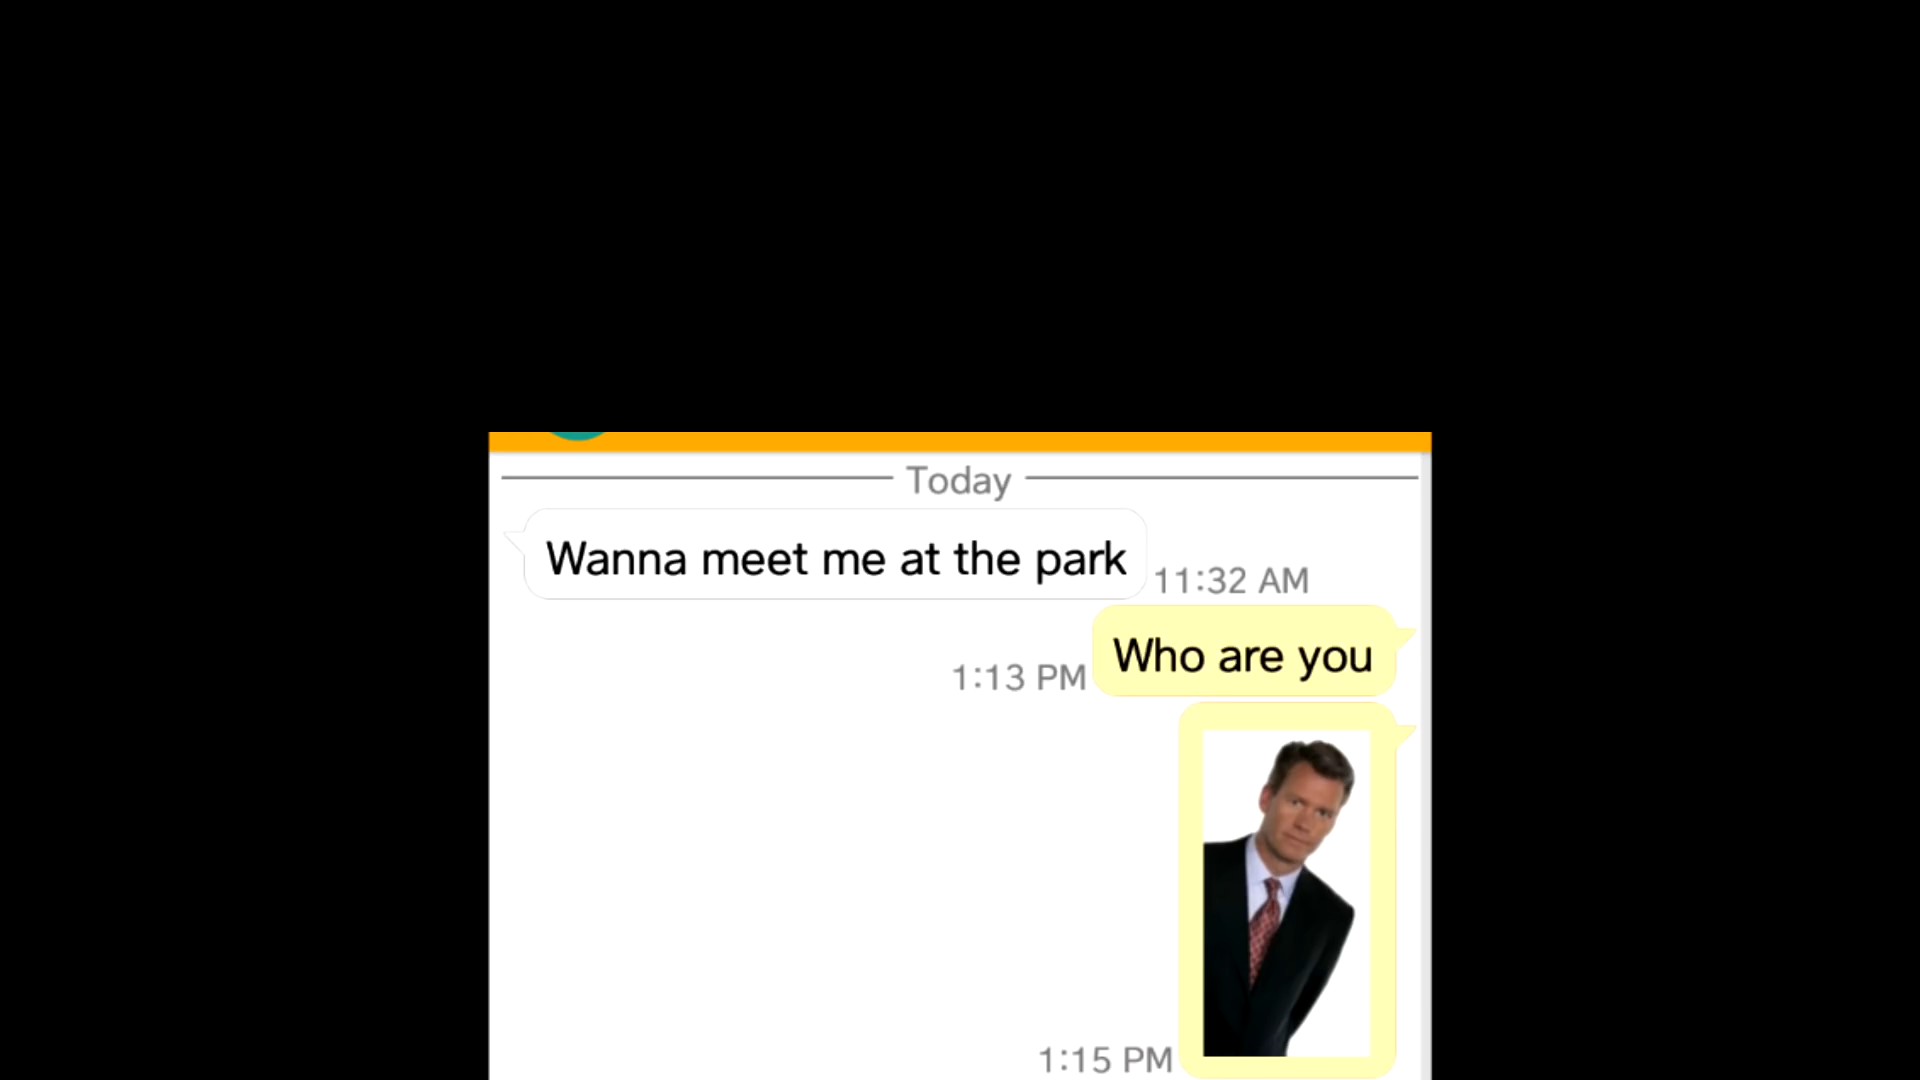 Today
Wanna meet me at the park
11:32 AM
Who are you
1:13 PM
1:15 PM